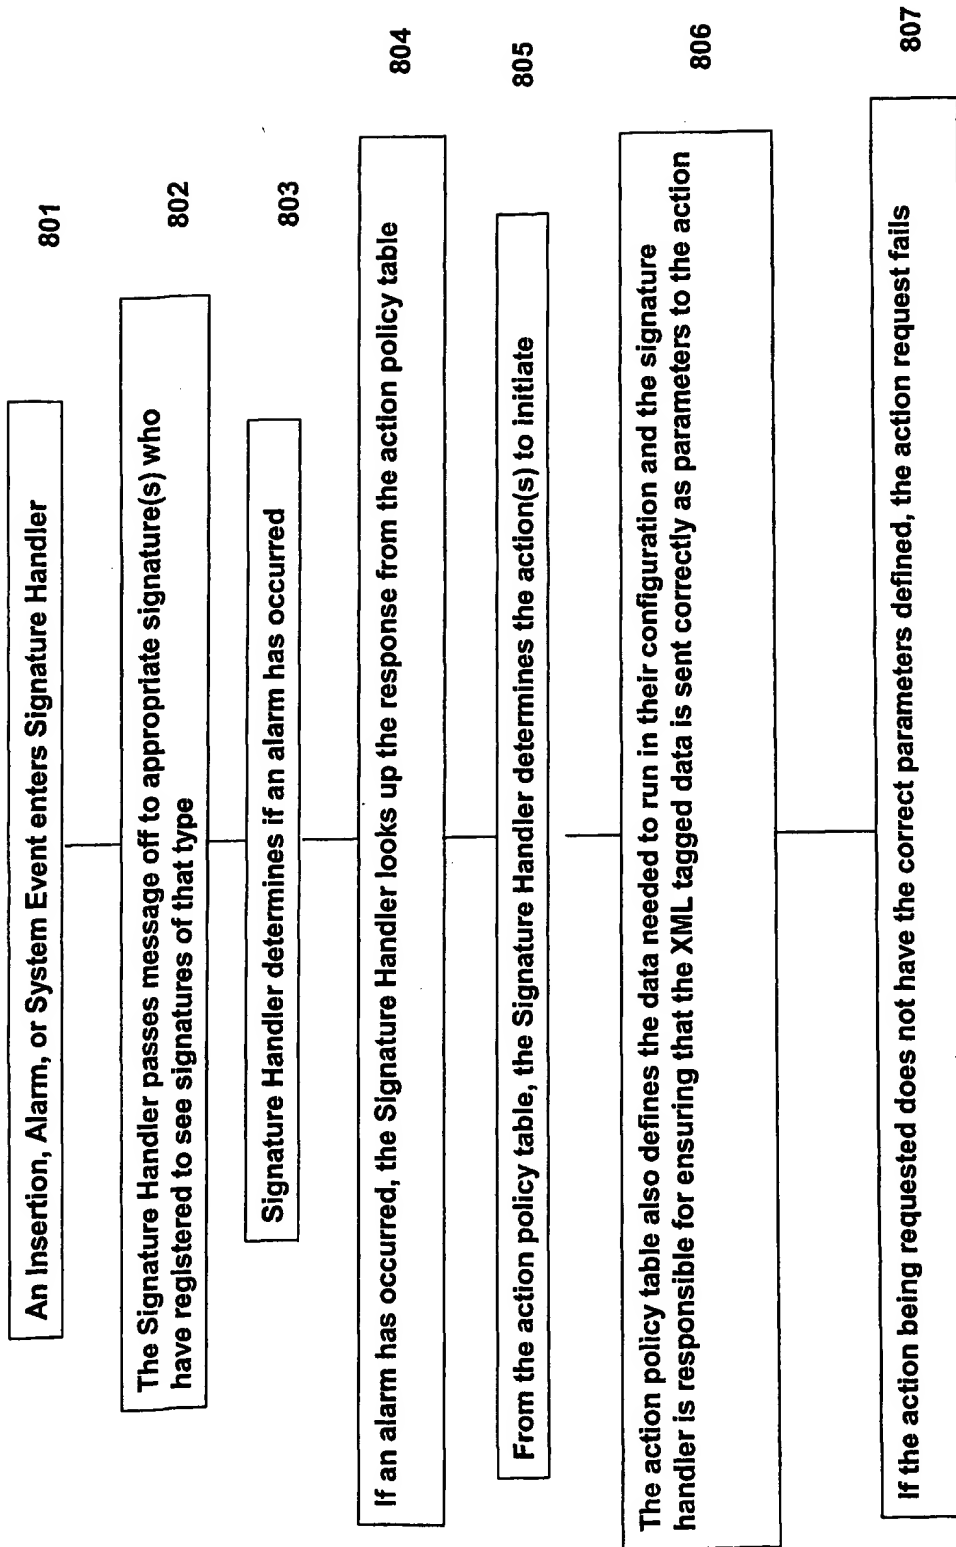 801
An Insertion, Alarm, or System Event enters Signature Handler
802
The Signature Handler passes message off to appropriate signature(s) who
have registered to see signatures of that type
803
Signature Handler determines if an alarm has occurred
804
If an alarm has occurred, the Signature Handler looks up the response from the action policy table
805
From the action policy table, the Signature Handler determines the action(s) to initiate
806
The action policy table also defines the data needed to run in their configuration and the signature
handler is responsible for ensuring that the XML tagged data is sent correctly as parameters to the action
807
If the action being requested does not have the correct parameters defined, the action request fails